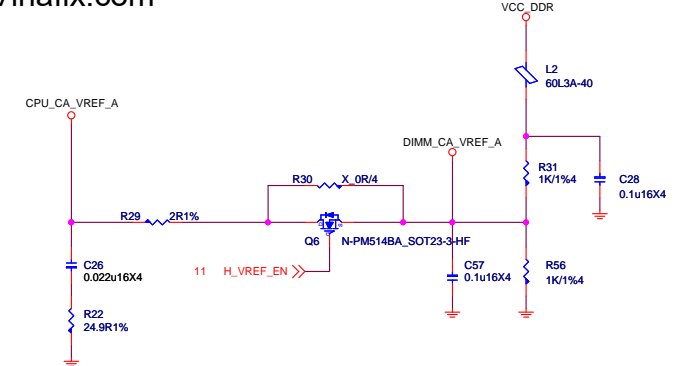 VCC_DDR
L2
60L3A-40
CPU_CA_VREF_A
DIMM_CA_VREF_A
R31
1K/1%4
C28
0.1u16X4
R30 X_0R/4
R29 2R1%
Q6 N-PM514BA_SOT23-3-HF
C26
0.022u16X4
11 H_VREF_EN
C57
0.1u16X4
R56
1K/1%4
R22
24.9R1%